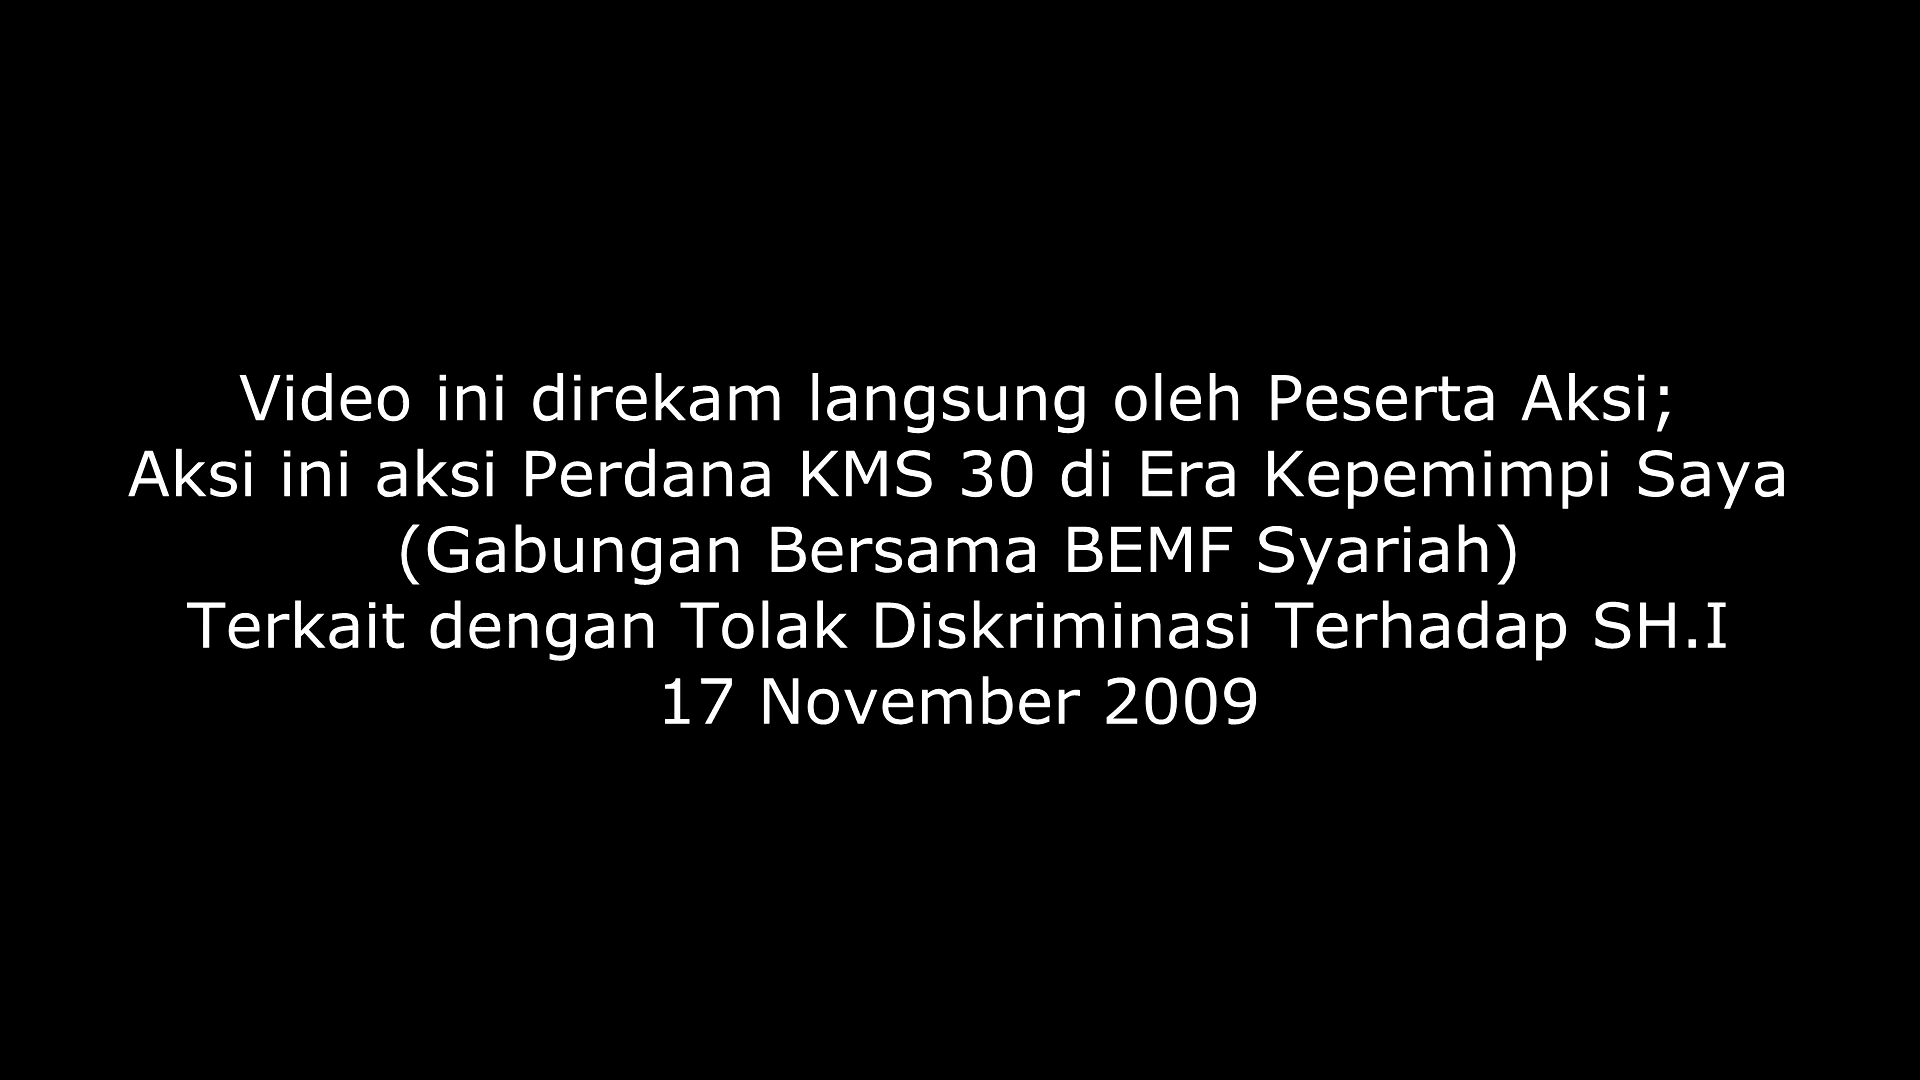 Video ini direkam langsung oleh Peserta Aksi;
Aksi ini aksi Perdana KMS 30 di Era Kepemimpi Saya
(Gabungan Bersama BEMF Syariah)
Terkait dengan Tolak Diskriminasi Terhadap SH.I
17 November 2009